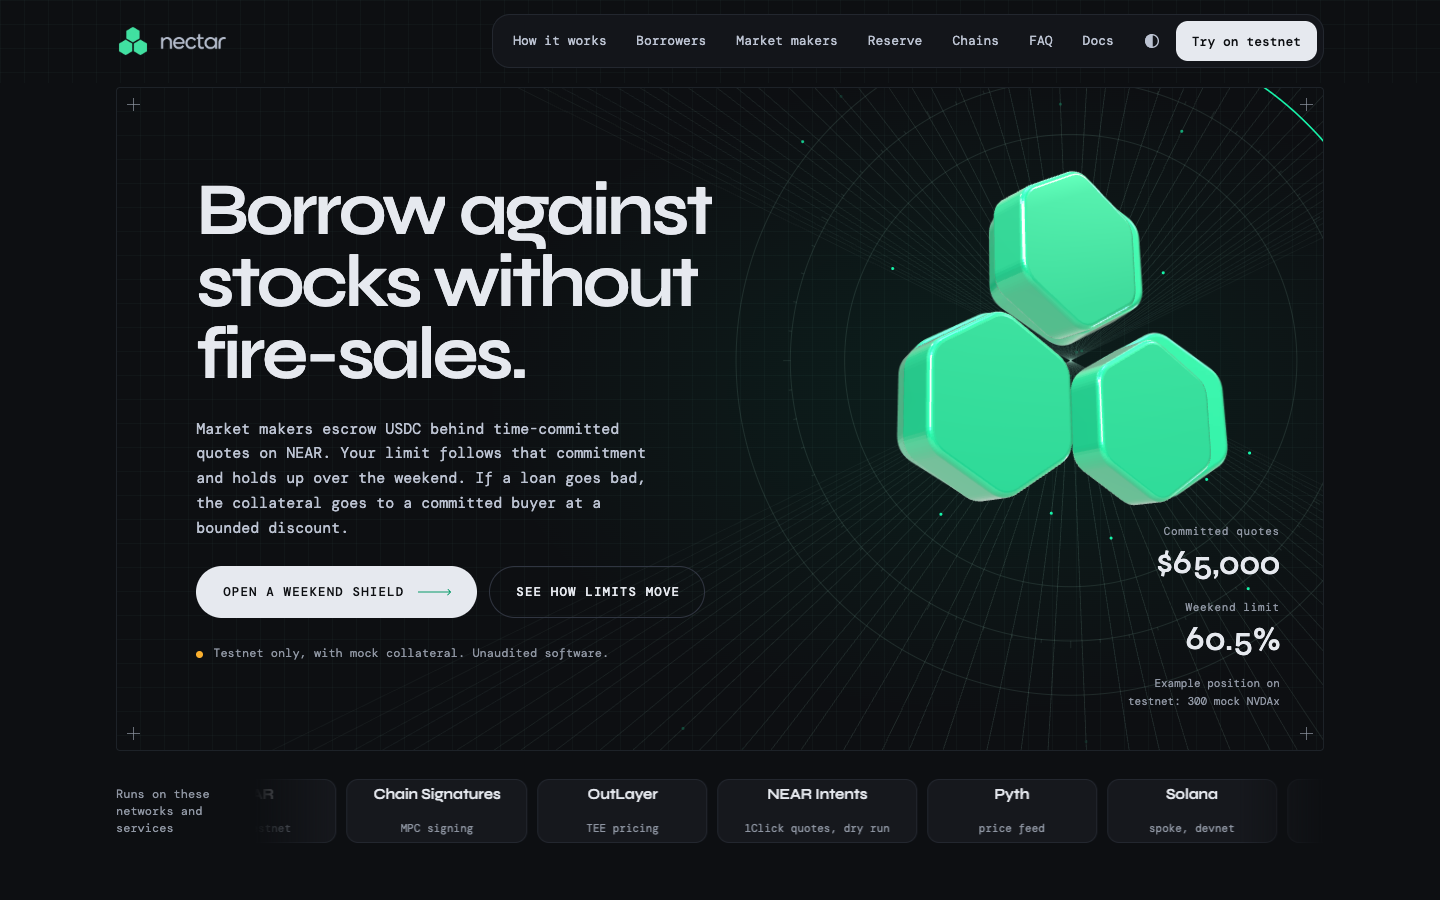 nectar
How it works
Borrowers
Market makers
Reserve
Chains
FAQ
Docs
Try on testnet
Borrow against
stocks without
fire-sales.
Market makers escrow USDC behind time-committed
quotes on NEAR. Your limit follows that commitment
and holds up over the weekend. If a loan goes bad,
the collateral goes to a committed buyer at a
bounded discount.
OPEN A WEEKEND SHIELD
SEE HOW LIMITS MOVE
Testnet only, with mock collateral. Unaudited software.
Committed quotes
$65,000
Weekend limit
60.5%
Example position on
testnet: 300 mock NVDAx
Runs on these
networks and
services
Chain Signatures
MPC signing
OutLayer
TEE pricing
NEAR Intents
1Click quotes, dry run
Pyth
price feed
Solana
spoke, devnet